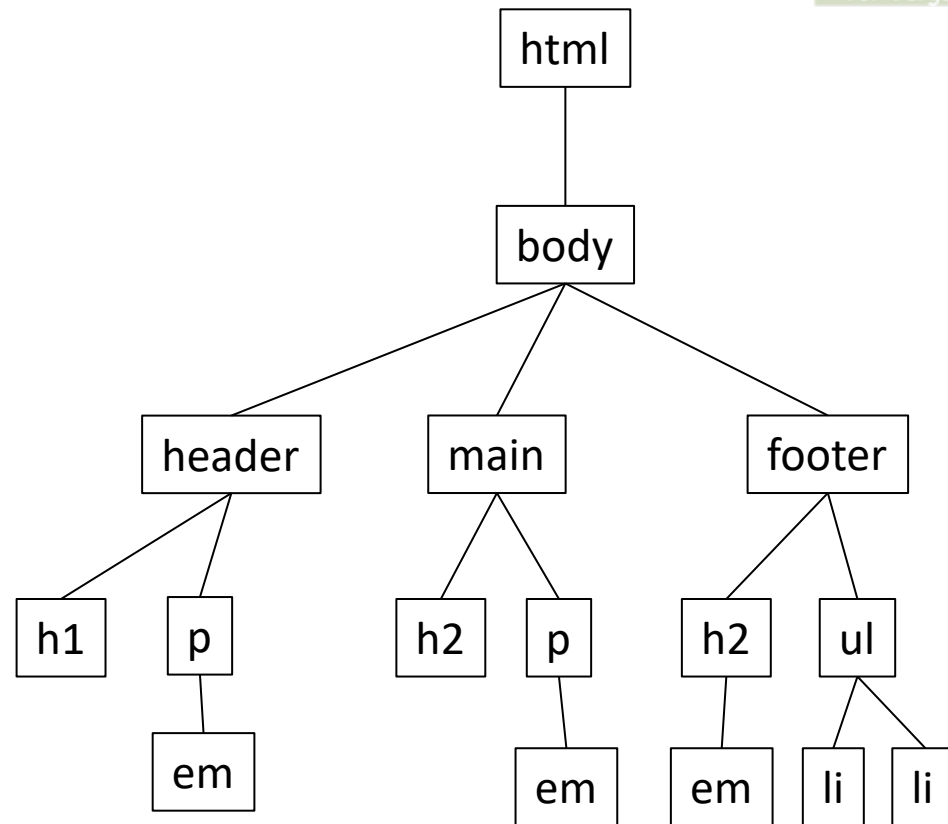 html
body
header main footer
h1 p h2 p h2 ul
em em em li li